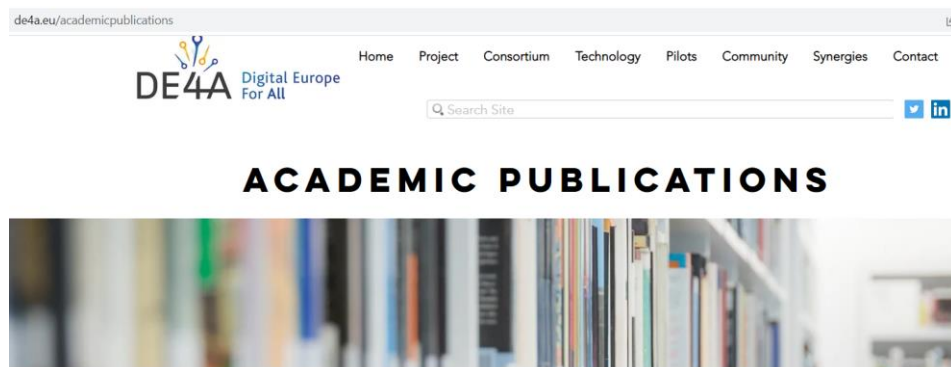 de4a.eu/academicpublications
DE4A Digital Europe
For All
Home Project Consortium Technology Pilots Community Synergies Contact
Search Site
ACADEMIC PUBLICATIONS